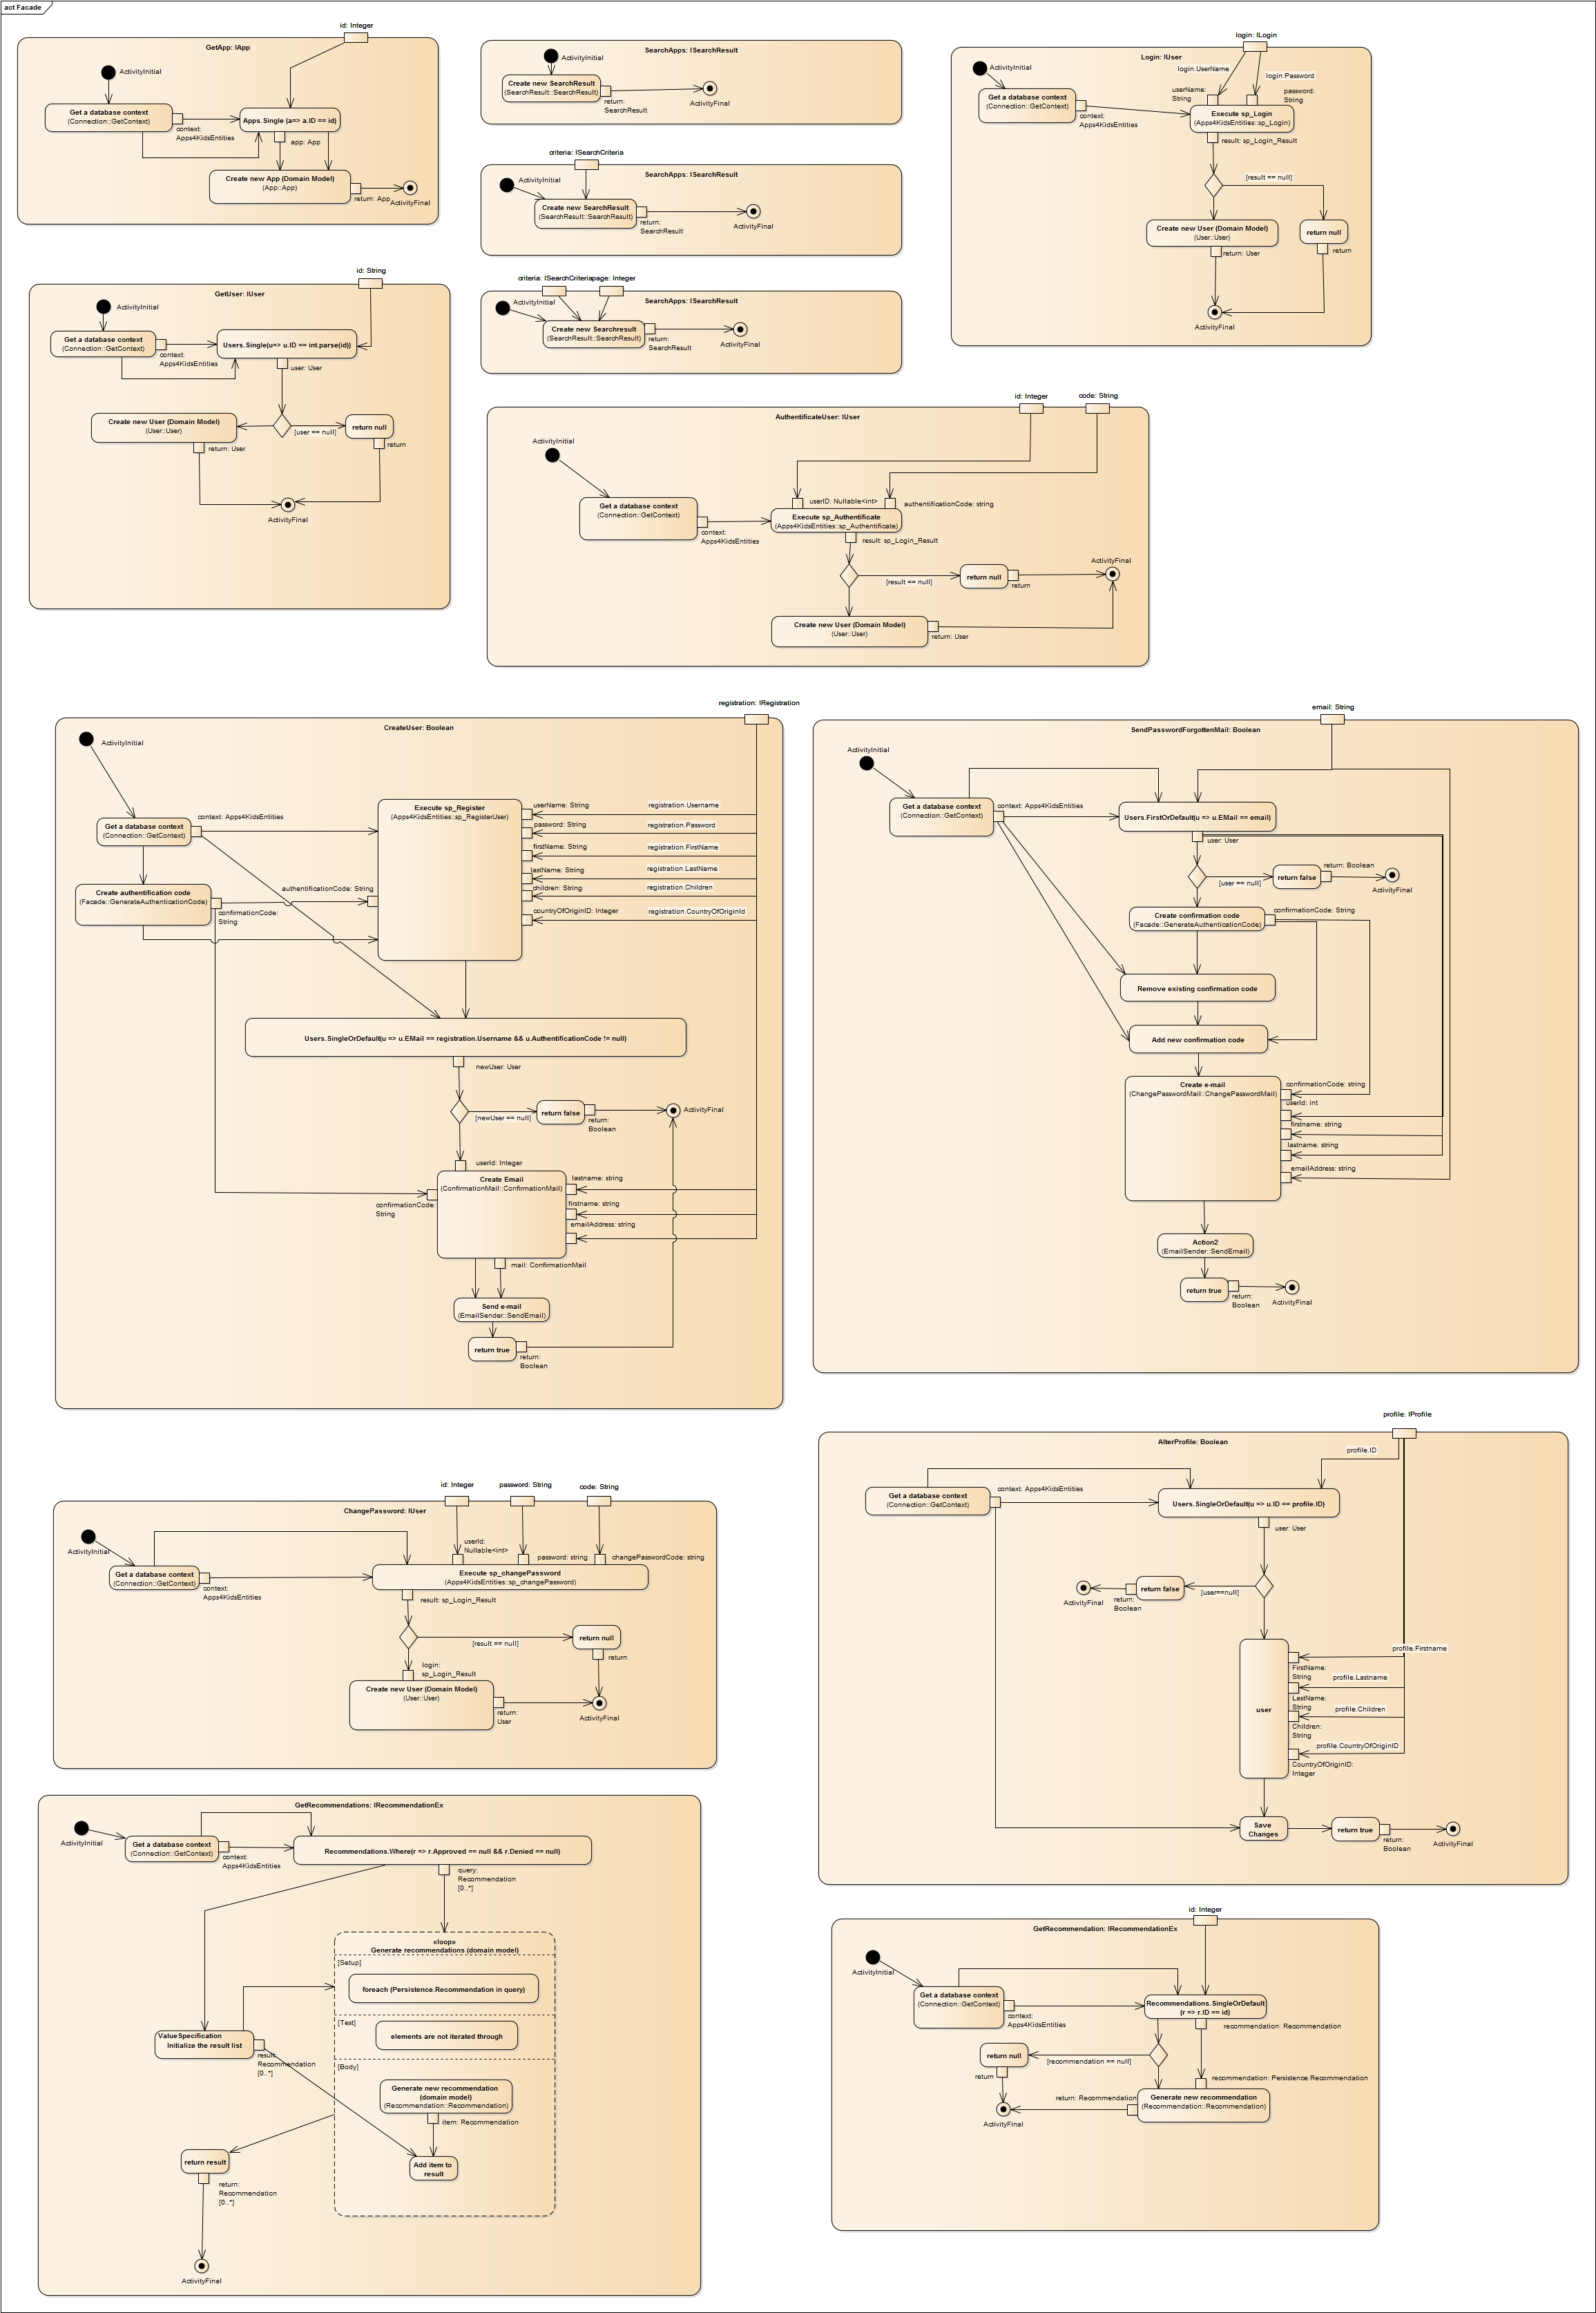 act Facade
id: Integer
GetApp: IApp
ActivityInitial
Get a database context
(Connection::GetContext)
context:
Apps4KidsEntities
Apps.Single (a=> a.ID == id)
app: App
Create new App (Domain Model)
(App::App)
return: App
ActivityFinal
SearchApps: ISearchResult
ActivityInitial
Create new SearchResult
(SearchResult::SearchResult)
return:
SearchResult
ActivityFinal
criteria: ISearchCriteria
SearchApps: ISearchResult
ActivityInitial
Create new SearchResult
(SearchResult::SearchResult)
return:
SearchResult
ActivityFinal
criteria: ISearchCriteria
page: Integer
SearchApps: ISearchResult
ActivityInitial
Create new Searchresult
(SearchResult::SearchResult)
return:
SearchResult
ActivityFinal
login: ILogin
Login: IUser
ActivityInitial
login.UserName
login.Password
Get a database context
(Connection::GetContext)
context:
Apps4KidsEntities
userName:
String
password:
String
Execute sp_Login
(Apps4KidsEntities::sp_Login)
result: sp_Login_Result
[result == null]
Create new User (Domain Model)
(User::User)
return: User
return null
return
ActivityFinal
id: String
GetUser: IUser
ActivityInitial
Get a database context
(Connection::GetContext)
context:
Apps4KidsEntities
Users.Single(u=> u.ID == int.parse(id))
user: User
Create new User (Domain Model)
(User::User)
return: User
[user == null]
return null
return
ActivityFinal
id: Integer
code: String
AuthentificateUser: IUser
ActivityInitial
Get a database context
(Connection::GetContext)
context:
Apps4KidsEntities
userID: Nullable<int>
authentificationCode: string
Execute sp_Authentificate
(Apps4KidsEntities::sp_Authentificate)
result: sp_Login_Result
[result == null]
return null
return
ActivityFinal
Create new User (Domain Model)
(User::User)
return: User
registration: IRegistration
CreateUser: Boolean
ActivityInitial
Get a database context
(Connection::GetContext)
context: Apps4KidsEntities
Execute sp_Register
(Apps4KidsEntities::sp_RegisterUser)
userName: String
registration.Username
password: String
registration.Password
firstName: String
registration.FirstName
lastName: String
registration.LastName
children: String
registration.Children
countryOfOriginID: Integer
registration.CountryOfOriginId
Create authentification code
(Facade::GenerateAuthenticationCode)
authentificationCode: String
confirmationCode:
String
Users.SingleOrDefault(u => u.EMail == registration.Username && u.AuthentificationCode != null)
newUser: User
[newUser == null]
return false
return:
Boolean
ActivityFinal
userId: Integer
Create Email
(ConfirmationMail::ConfirmationMail)
confirmationCode:
String
lastname: string
firstname: string
emailAddress: string
mail: ConfirmationMail
Send e-mail
(EmailSender::SendEmail)
return true
return:
Boolean
email: String
SendPasswordForgottenMail: Boolean
ActivityInitial
Get a database context
(Connection::GetContext)
context: Apps4KidsEntities
Users.FirstOrDefault(u => u.EMail == email)
user: User
[user == null]
return false
return: Boolean
ActivityFinal
Create confirmation code
(Facade::GenerateAuthenticationCode)
confirmationCode: String
Remove existing confirmation code
Add new confirmation code
Create e-mail
(ChangePasswordMail::ChangePasswordMail)
confirmationCode: string
userId: int
firstname: string
lastname: string
emailAddress: string
Action2
(EmailSender::SendEmail)
return true
return:
Boolean
ActivityFinal
id: Integer
password: String
code: String
ChangePassword: IUser
ActivityInitial
Get a database context
(Connection::GetContext)
context:
Apps4KidsEntities
userId:
Nullable<int>
password: string
changePasswordCode: string
Execute sp_changePassword
(Apps4KidsEntities::sp_changePassword)
result: sp_Login_Result
[result == null]
return null
return
login:
sp_Login_Result
Create new User (Domain Model)
(User::User)
return:
User
ActivityFinal
profile: IProfile
AlterProfile: Boolean
profile.ID
Get a database context
(Connection::GetContext)
context: Apps4KidsEntities
Users.SingleOrDefault(u => u.ID == profile.ID)
user: User
[user==null]
return false
return:
Boolean
ActivityFinal
user
profile.Firstname
FirstName:
String
profile.Lastname
LastName:
String
profile.Children
Children:
String
profile.CountryOfOriginID
CountryOfOriginID:
Integer
Save
Changes
return true
return:
Boolean
ActivityFinal
GetRecommendations: IRecommendationEx
ActivityInitial
Get a database context
(Connection::GetContext)
context:
Apps4KidsEntities
Recommendations.Where(r => r.Approved == null && r.Denied == null)
query:
Recommendation
[0..*]
«loop»
Generate recommendations (domain model)
[Setup]
foreach (Persistence.Recommendation in query)
[Test]
elements are not iterated through
[Body]
Generate new recommendation
(domain model)
(Recommendation::Recommendation)
item: Recommendation
Add item to
result
ValueSpecification
Initialize the result list
result:
Recommendation
[0..*]
return result
return:
Recommendation
[0..*]
ActivityFinal
id: Integer
GetRecommendation: IRecommendationEx
ActivityInitial
Get a database context
(Connection::GetContext)
context:
Apps4KidsEntities
Recommendations.SingleOrDefault
(r => r.ID == id)
recommendation: Recommendation
[recommendation == null]
return null
return
recommendation: Persistence.Recommendation
Generate new recommendation
(Recommendation::Recommendation)
return: Recommendation
ActivityFinal